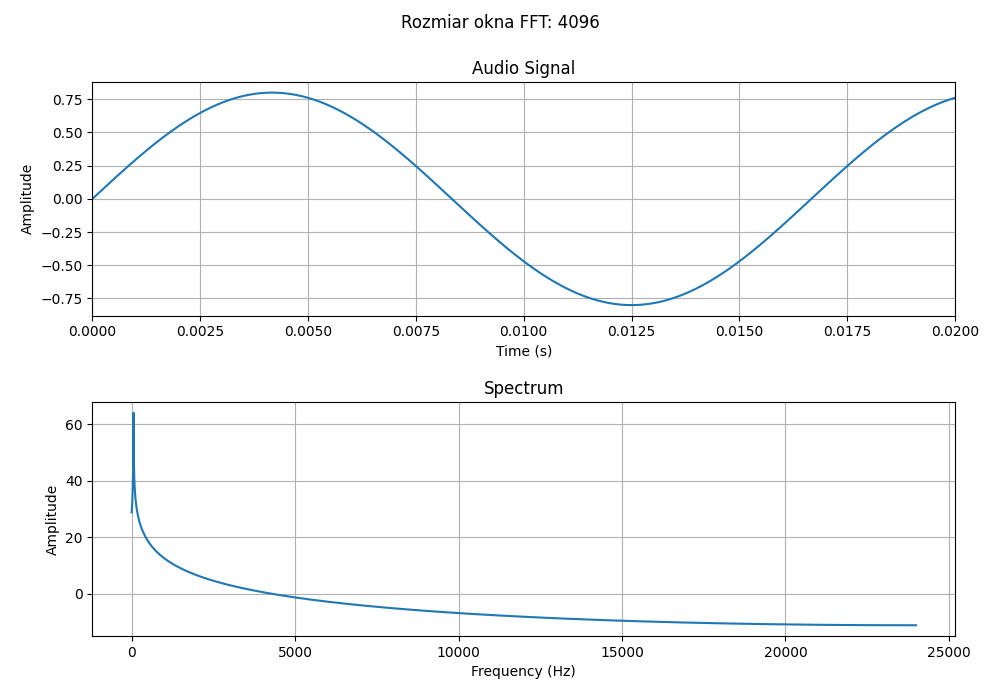 Rozmiar okna FFT: 4096
Audio Signal
Amplitude
0.75
0.50
0.25
0.00
−0.25
−0.50
−0.75
0.0000 0.0025 0.0050 0.0075 0.0100 0.0125 0.0150 0.0175 0.0200
Time (s)
Spectrum
Amplitude
60
40
20
0
0 5000 10000 15000 20000 25000
Frequency (Hz)